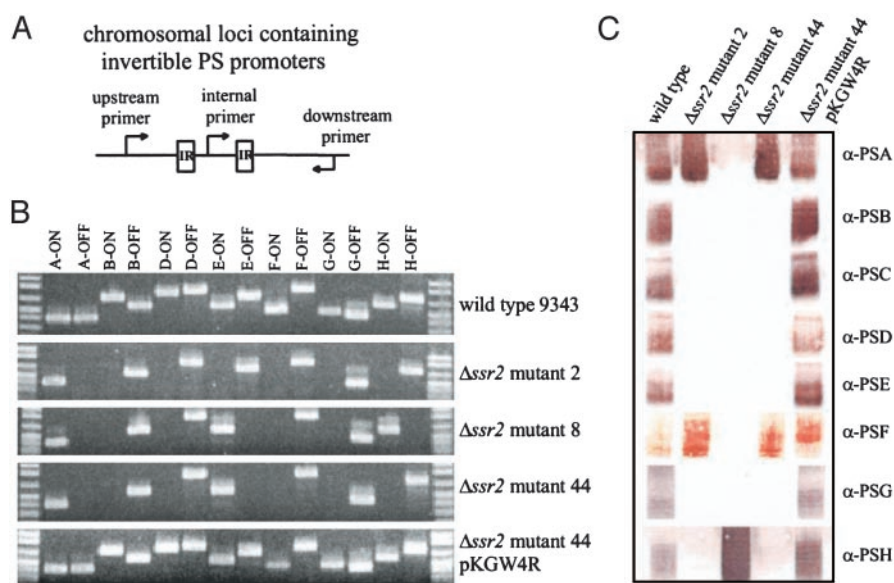 A
chromosomal loci containing
invertible PS promoters
upstream
primer
internal
primer
downstream
primer
IR
IR
B
A-ON
A-OFF
B-ON
B-OFF
D-ON
D-OFF
E-ON
E-OFF
F-ON
F-OFF
G-ON
G-OFF
H-ON
H-OFF
wild type 9343
Δssr2 mutant 2
Δssr2 mutant 8
Δssr2 mutant 44
Δssr2 mutant 44
pKGW4R
C
wild type
Δssr2 mutant 2
Δssr2 mutant 8
Δssr2 mutant 44
Δssr2 mutant 44
pKGW4R
α-PSA
α-PSB
α-PSC
α-PSD
α-PSE
α-PSF
α-PSG
α-PSH